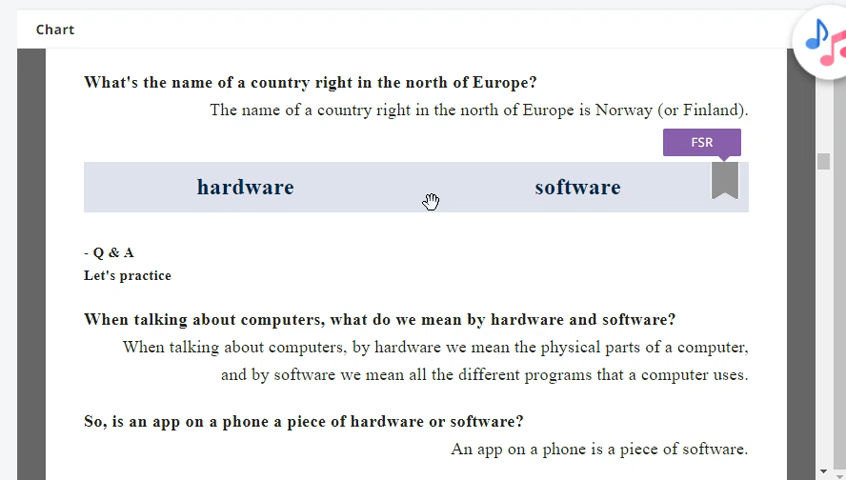 Chart
What's the name of a country right in the north of Europe?
The name of a country right in the north of Europe is Norway (or Finland).
FSR
hardware software
- Q & A
Let's practice
When talking about computers, what do we mean by hardware and software?
When talking about computers, by hardware we mean the physical parts of a computer,
and by software we mean all the different programs that a computer uses.
So, is an app on a phone a piece of hardware or software?
An app on a phone is a piece of software.